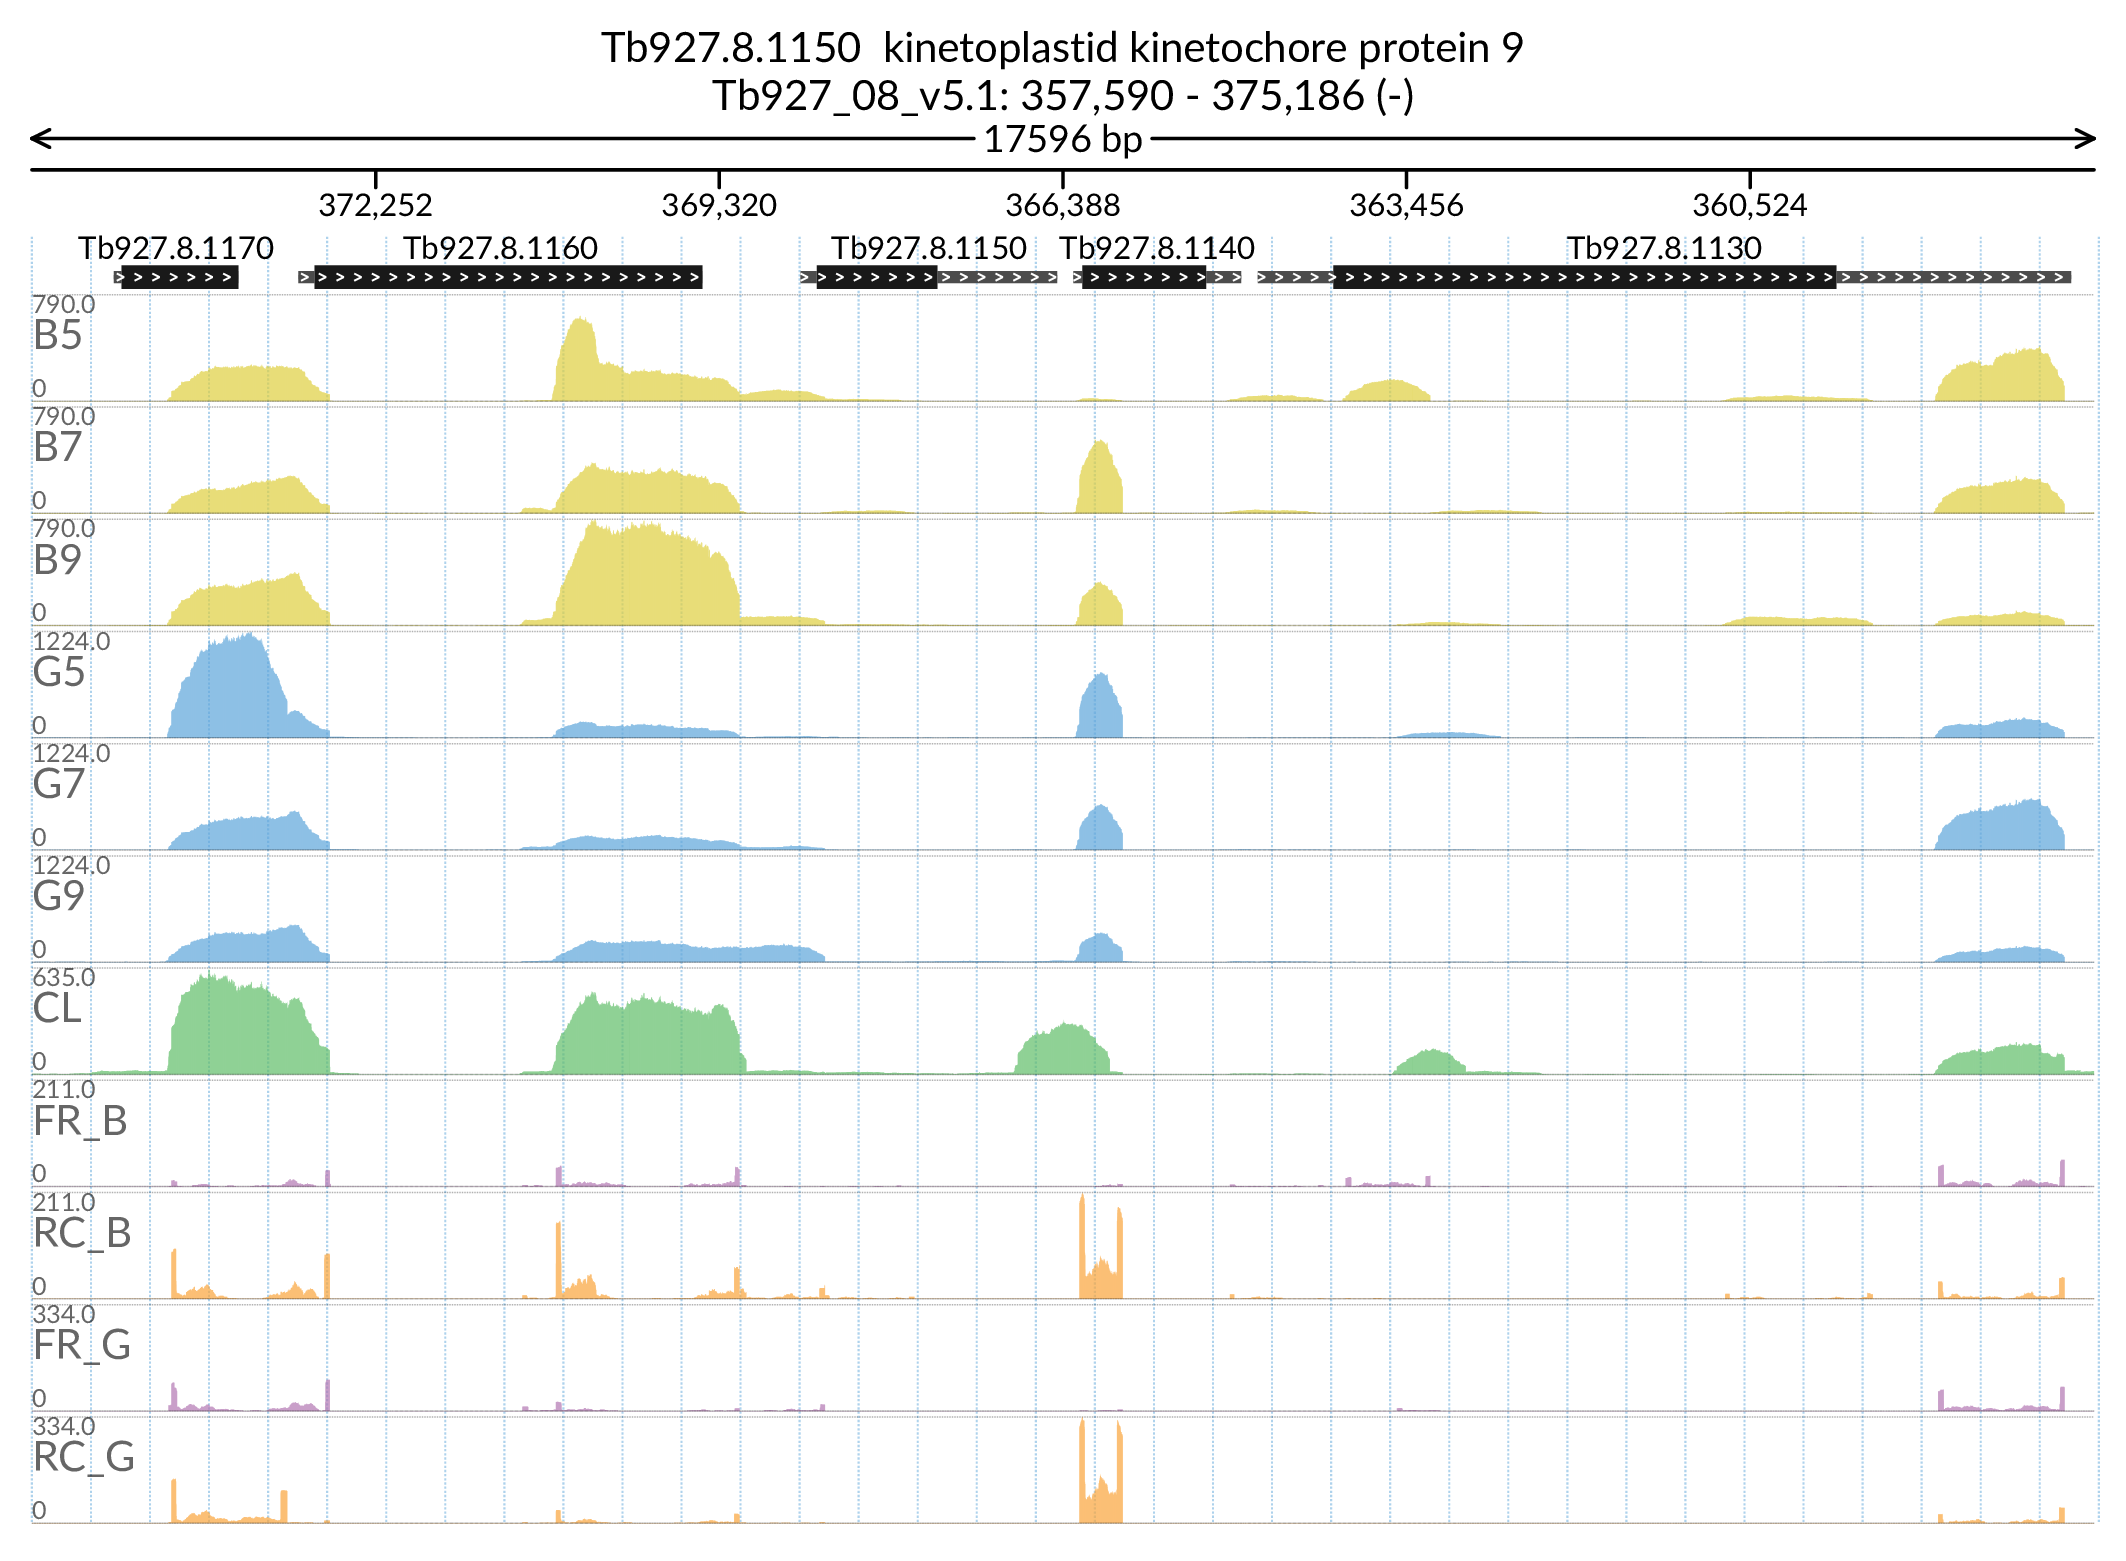 Tb927.8.1150  kinetoplastid kinetochore protein 9
Tb927_08_v5.1: 357,590 - 375,186 (-)
17596 bp
372,252 369,320 366,388 363,456 360,524
Tb927.8.1170 Tb927.8.1160 Tb927.8.1150 Tb927.8.1140 Tb927.8.1130
790.0
B5
0
790.0
B7
0
790.0
B9
0
1224.0
G5
0
1224.0
G7
0
1224.0
G9
0
635.0
CL
0
211.0
FR_B
0
211.0
RC_B
0
334.0
FR_G
0
334.0
RC_G
0